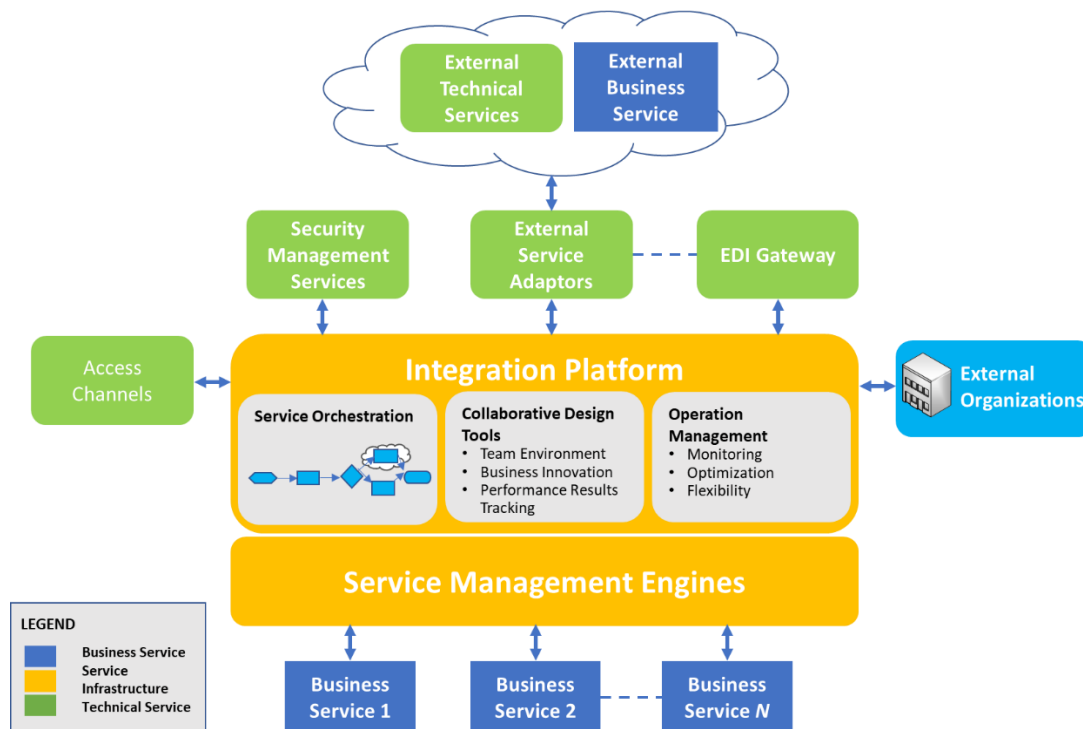 External
Technical
Services
External
Business
Service
Security
Management
Services
External
Service
Adaptors
EDI Gateway
Access
Channels
Integration Platform
External
Organizations
Service Orchestration
Collaborative Design
Tools
• Team Environment
• Business Innovation
• Performance Results
Tracking
Operation
Management
• Monitoring
• Optimization
• Flexibility
Service Management Engines
LEGEND
Business Service
Service
Infrastructure
Technical Service
Business
Service 1
Business
Service 2
Business
Service N